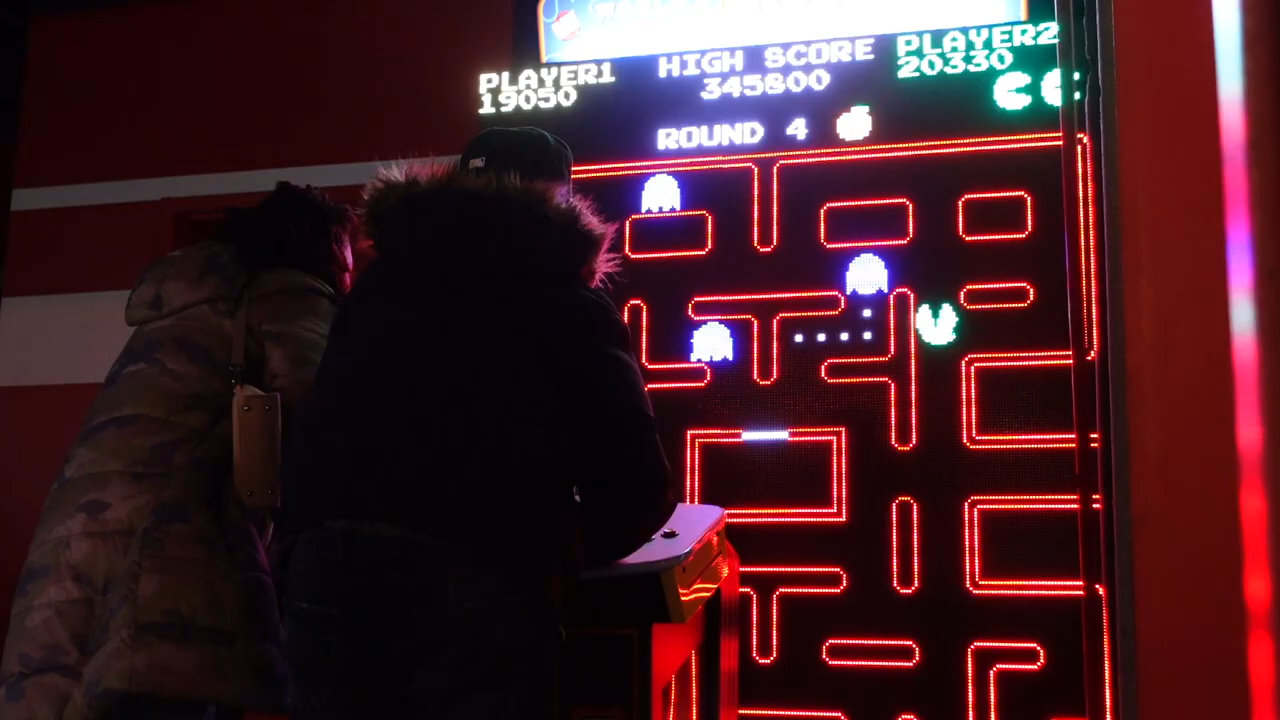 PLAYER1
19050
HIGH SCORE
345800
PLAYER2
20330
ROUND 4